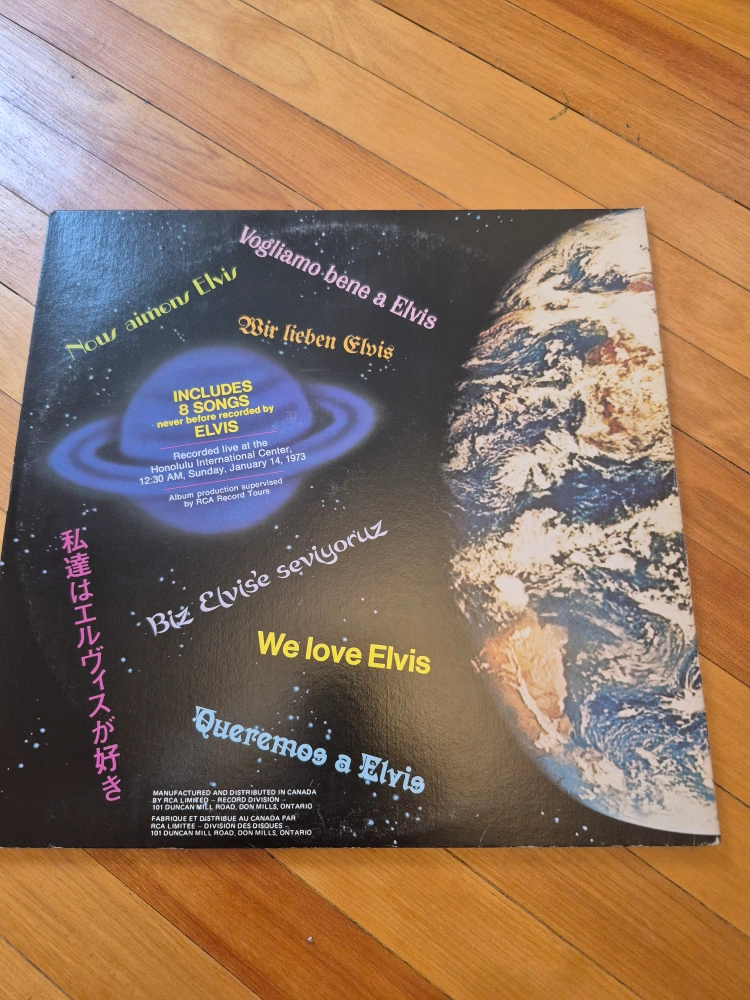 Vogliamo bene a Elvis
Nous aimons Elvis
Wir lieben Elvis
INCLUDES
8 SONGS
never before recorded by
ELVIS
Recorded live at the
Honolulu International Center,
12:30 AM, Sunday, January 14, 1973
Album production supervised
by RCA Record Tours
私達はエルヴィスが好き
Biz Elvis'e seviyoruz
We love Elvis
Queremos a Elvis
MANUFACTURED AND DISTRIBUTED IN CANADA
BY RCA LIMITED – RECORD DIVISION –
101 DUNCAN MILL ROAD, DON MILLS, ONTARIO
FABRIQUE ET DISTRIBUE AU CANADA PAR
RCA LIMITEE – DIVISION DES DISQUES –
101 DUNCAN MILL ROAD, DON MILLS, ONTARIO